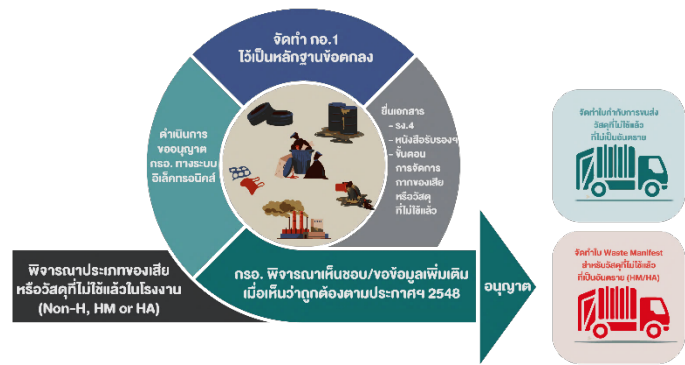 พิจารณาประเภทของเสีย
หรือวัสดุที่ไม่ใช้แล้วในโรงงาน
(Non-H, HM or HA)
ดำเนินการ
ขออนุญาต
กรอ. ทางระบบ
อิเล็คทรอนิคส์
จัดทำ กอ.1
ไว้เป็นหลักฐานข้อตกลง
ยื่นเอกสาร
- รง.4
- หนังสือรับรองฯ
- ขั้นตอน
การจัดการ
กากของเสีย
หรือวัสดุ
ที่ไม่ใช้แล้ว
กรอ. พิจารณาเห็นชอบ/ขอข้อมูลเพิ่มเติม
เมื่อเห็นว่าถูกต้องตามประกาศฯ 2548
อนุญาต
จัดทำใบกำกับการขนส่ง
วัสดุที่ไม่ใช้แล้ว
ที่ไม่เป็นอันตราย
จัดทำใบ Waste Manifest
สำหรับวัสดุที่ไม่ใช้แล้ว
ที่เป็นอันตราย (HM/HA)